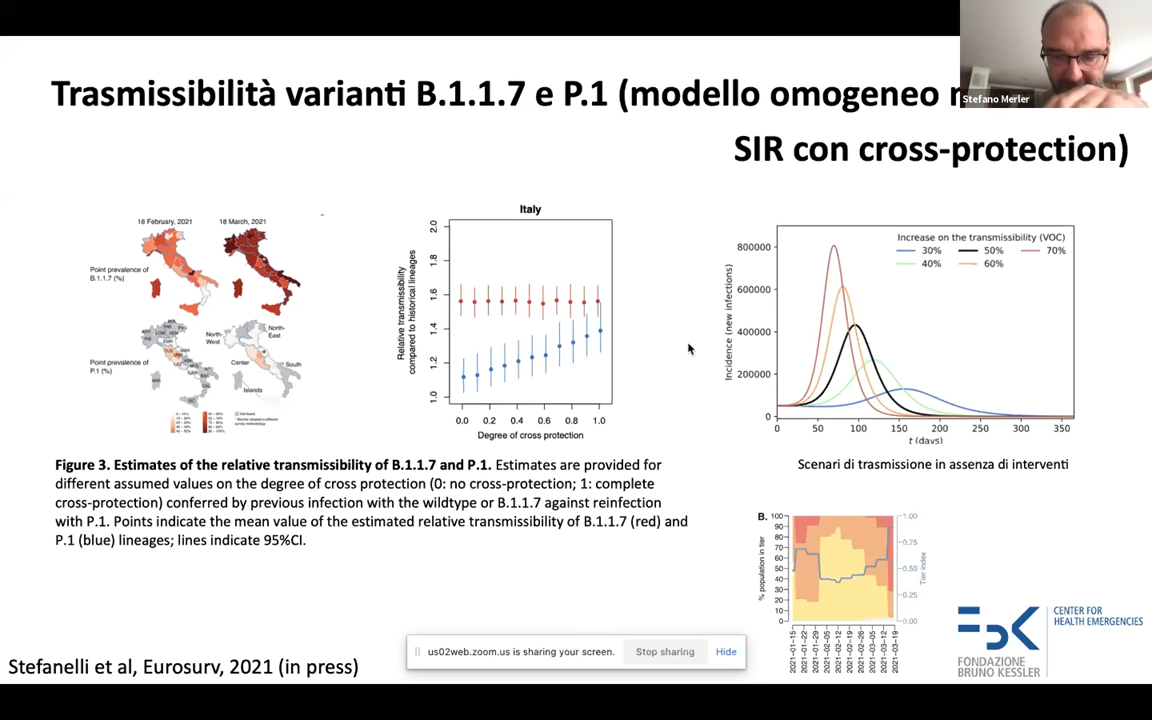 Trasmissibilità varianti B.1.1.7 e P.1 (modello omogeneo
SIR con cross-protection)
Stefano Merler
18 February, 2021
18 March, 2021
Point prevalence of
B.1.1.7 (%)
Point prevalence of
P.1 (%)
North-
West
North-
East
Center
South
Islands
Italy
Relative transmissibility
compared to historical lineages
1.0 1.2 1.4 1.6 1.8 2.0
0.0 0.2 0.4 0.6 0.8 1.0
Degree of cross protection
Increase on the transmissibility (VOC)
30% 50% 70%
40% 60%
Incidence (new infections)
800000
600000
400000
200000
0
0 50 100 150 200 250 300 350
t (days)
Figure 3. Estimates of the relative transmissibility of B.1.1.7 and P.1. Estimates are provided for
different assumed values on the degree of cross protection (0: no cross-protection; 1: complete
cross-protection) conferred by previous infection with the wildtype or B.1.1.7 against reinfection
with P.1. Points indicate the mean value of the estimated relative transmissibility of B.1.1.7 (red) and
P.1 (blue) lineages; lines indicate 95%CI.
Scenari di trasmissione in assenza di interventi
B.
% population in tier
100
90
80
70
60
50
40
30
20
10
0
1.00
0.75
0.50
0.25
0.00
Tier index
2021-01-15
2021-01-22
2021-01-29
2021-02-05
2021-02-12
2021-02-19
2021-02-26
2021-03-05
2021-03-12
2021-03-19
CENTER FOR
HEALTH EMERGENCIES
FONDAZIONE
BRUNO KESSLER
us02web.zoom.us is sharing your screen.
Stop sharing
Hide
Stefanelli et al, Eurosurv, 2021 (in press)